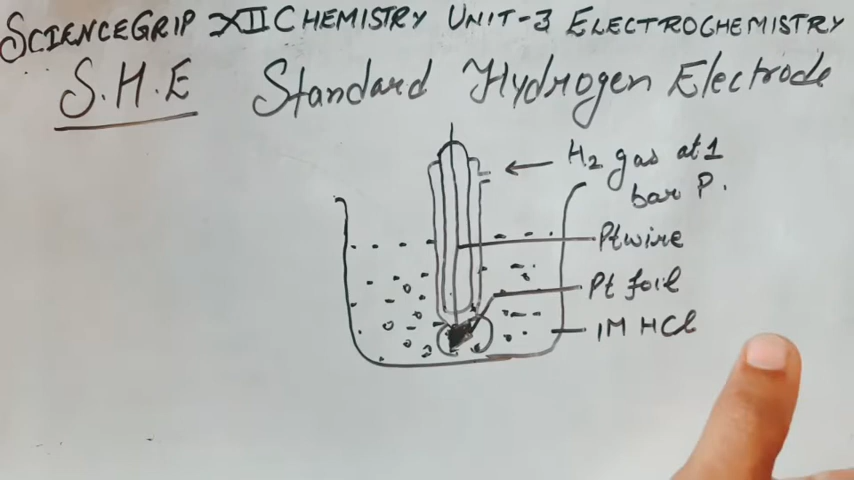 SCIENCEGRIP XII CHEMISTRY UNIT-3 ELECTROCHEMISTRY
S.H.E Standard Hydrogen Electrode
H2 gas at 1
bar P.
Pt wire
Pt foil
1M HCl